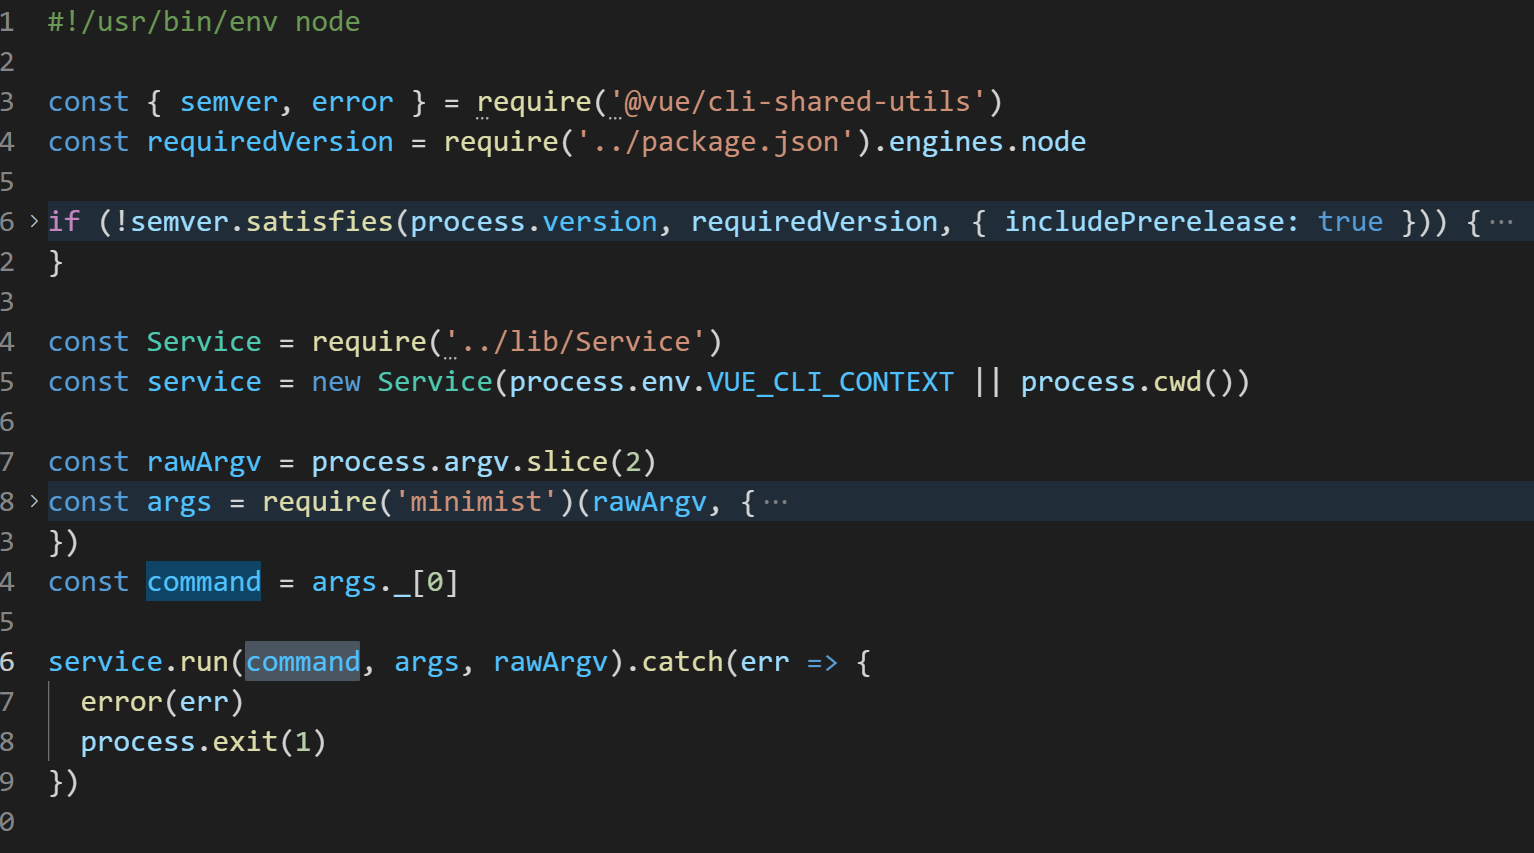 1 #!/usr/bin/env node
2
3 const { semver, error } = require('@vue/cli-shared-utils')
4 const requiredVersion = require('../package.json').engines.node
5
6 > if (!semver.satisfies(process.version, requiredVersion, { includePrerelease: true })) { ···
2 }
3
4 const Service = require('../lib/Service')
5 const service = new Service(process.env.VUE_CLI_CONTEXT || process.cwd())
6
7 const rawArgv = process.argv.slice(2)
8 > const args = require('minimist')(rawArgv, { ···
3 })
4 const command = args._[0]
5
6 service.run(command, args, rawArgv).catch(err => {
7   error(err)
8   process.exit(1)
9 })
0